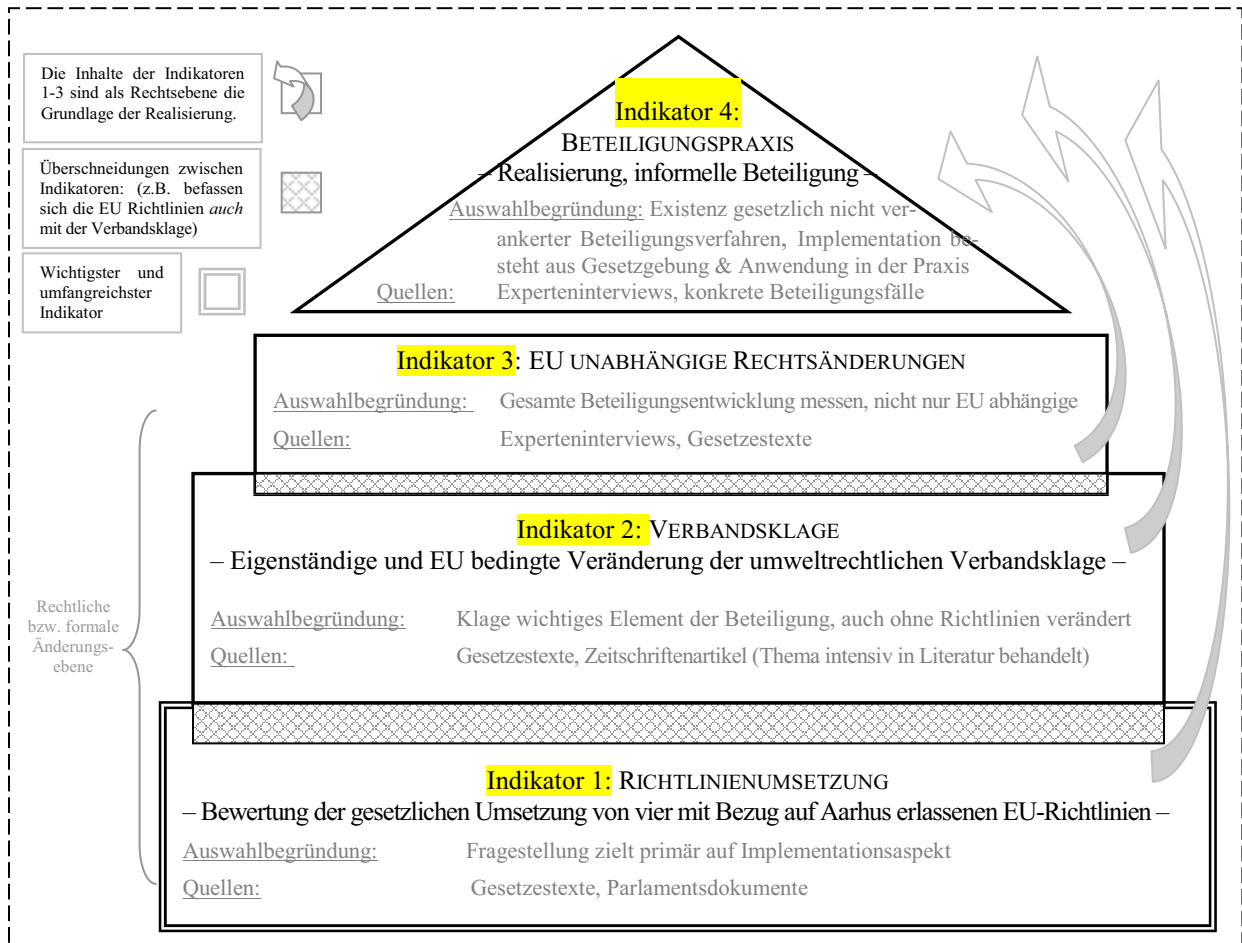 Die Inhalte der Indikatoren
1-3 sind als Rechtsebene die
Grundlage der Realisierung.
Überschneidungen zwischen
Indikatoren: (z.B. befassen
sich die EU Richtlinien auch
mit der Verbandsklage)
Wichtigster und
umfangreichster
Indikator
Indikator 4:
BETEILIGUNGSPRAXIS
– Realisierung, informelle Beteiligung –
Auswahlbegründung: Existenz gesetzlich nicht ver-
ankerter Beteiligungsverfahren, Implementation be-
steht aus Gesetzgebung & Anwendung in der Praxis
Quellen: Experteninterviews, konkrete Beteiligungsfälle
Indikator 3: EU UNABHÄNGIGE RECHTSÄNDERUNGEN
Auswahlbegründung: Gesamte Beteiligungsentwicklung messen, nicht nur EU abhängige
Quellen: Experteninterviews, Gesetzestexte
Indikator 2: VERBANDSKLAGE
– Eigenständige und EU bedingte Veränderung der umweltrechtlichen Verbandsklage –
Auswahlbegründung: Klage wichtiges Element der Beteiligung, auch ohne Richtlinien verändert
Quellen: Gesetzestexte, Zeitschriftenartikel (Thema intensiv in Literatur behandelt)
Rechtliche
bzw. formale
Änderungs-
ebene
Indikator 1: RICHTLINIENUMSETZUNG
– Bewertung der gesetzlichen Umsetzung von vier mit Bezug auf Aarhus erlassenen EU-Richtlinien –
Auswahlbegründung: Fragestellung zielt primär auf Implementationsaspekt
Quellen: Gesetzestexte, Parlamentsdokumente